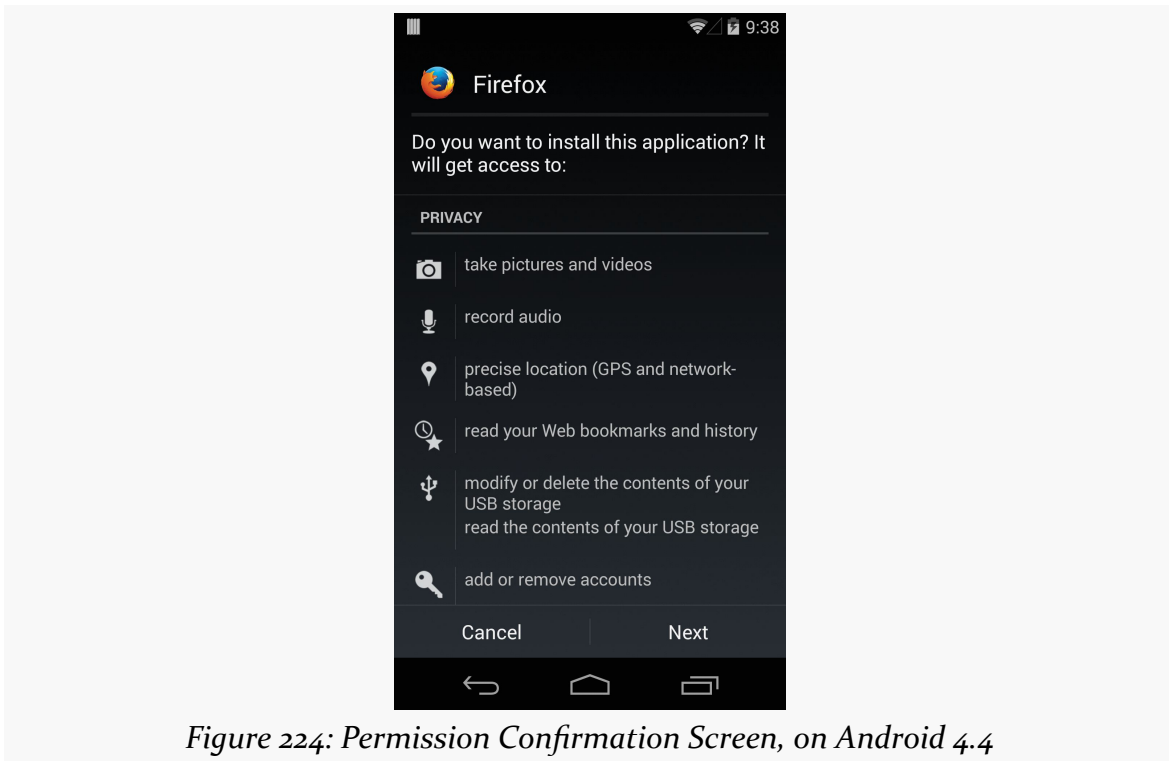 9:38
Firefox
Do you want to install this application? It
will get access to:
PRIVACY
take pictures and videos
record audio
precise location (GPS and network-
based)
read your Web bookmarks and history
modify or delete the contents of your
USB storage
read the contents of your USB storage
add or remove accounts
Cancel Next
Figure 224: Permission Confirmation Screen, on Android 4.4